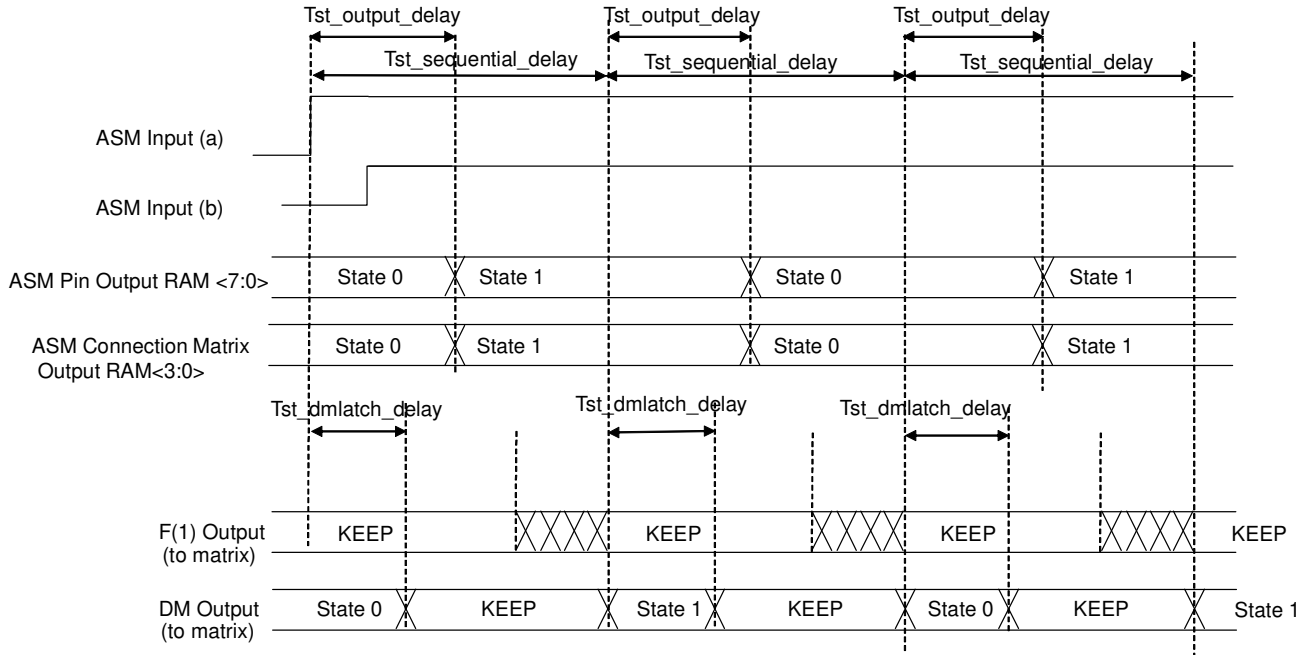 Tst_output_delay Tst_output_delay Tst_output_delay
Tst_sequential_delay Tst_sequential_delay Tst_sequential_delay
ASM Input (a)
ASM Input (b)
ASM Pin Output RAM <7:0> State 0 State 1 State 0 State 1
ASM Connection Matrix
Output RAM<3:0>
State 0 State 1 State 0 State 1
Tst_dmlatch_delay Tst_dmlatch_delay Tst_dmlatch_delay
F(1) Output
(to matrix)
KEEP KEEP KEEP KEEP
DM Output
(to matrix)
State 0 KEEP State 1 KEEP State 0 KEEP State 1